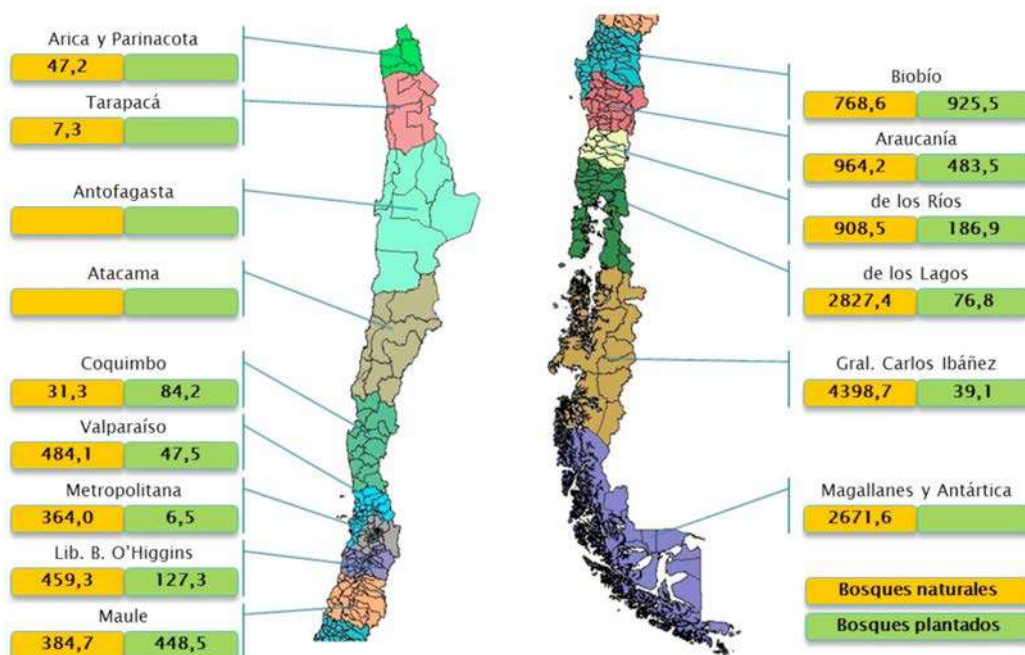 Arica y Parinacota
47,2
Tarapacá
7,3
Antofagasta
Atacama
Coquimbo
31,3 84,2
Valparaíso
484,1 47,5
Metropolitana
364,0 6,5
Lib. B. O'Higgins
459,3 127,3
Maule
384,7 448,5
Biobío
768,6 925,5
Araucanía
964,2 483,5
de los Ríos
908,5 186,9
de los Lagos
2827,4 76,8
Gral. Carlos Ibáñez
4398,7 39,1
Magallanes y Antártica
2671,6
Bosques naturales
Bosques plantados